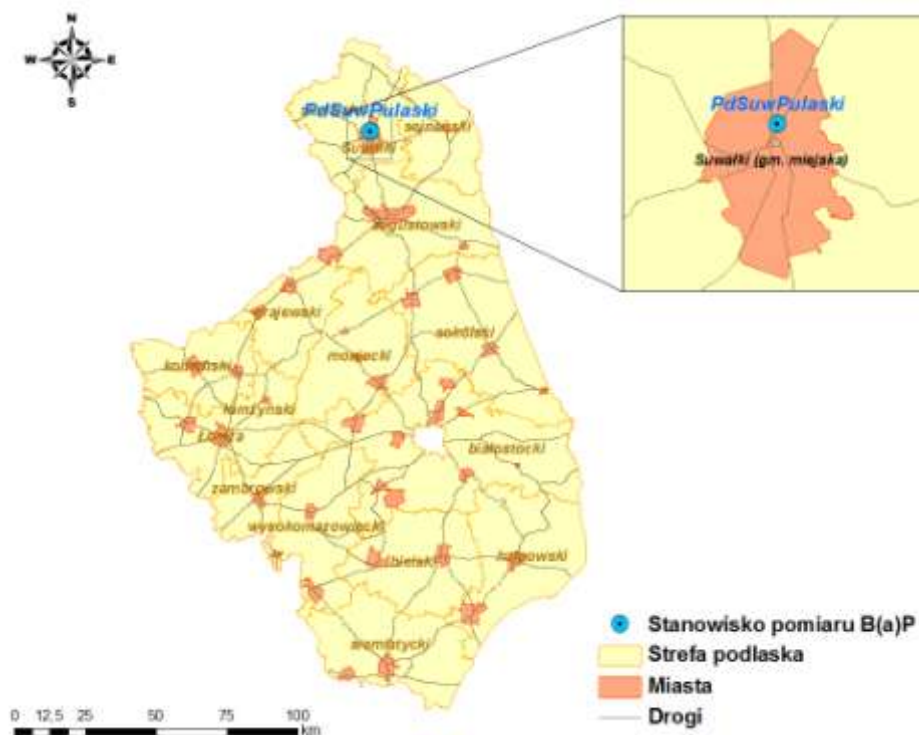 N
W E
S
PdSuwPulaski
sejneński
Suwałki
augustowski
grajewski
sokólski
moniecki
kolneński
łomżyński
Łomża
białostocki
zambrowski
wysokomazowiecki
bielski
hajnowski
siemiatycki
PdSuwPulaski
Suwałki (gm. miejska)
Stanowisko pomiaru B(a)P
Strefa podlaska
Miasta
Drogi
0 12.5 25 50 75 100
km